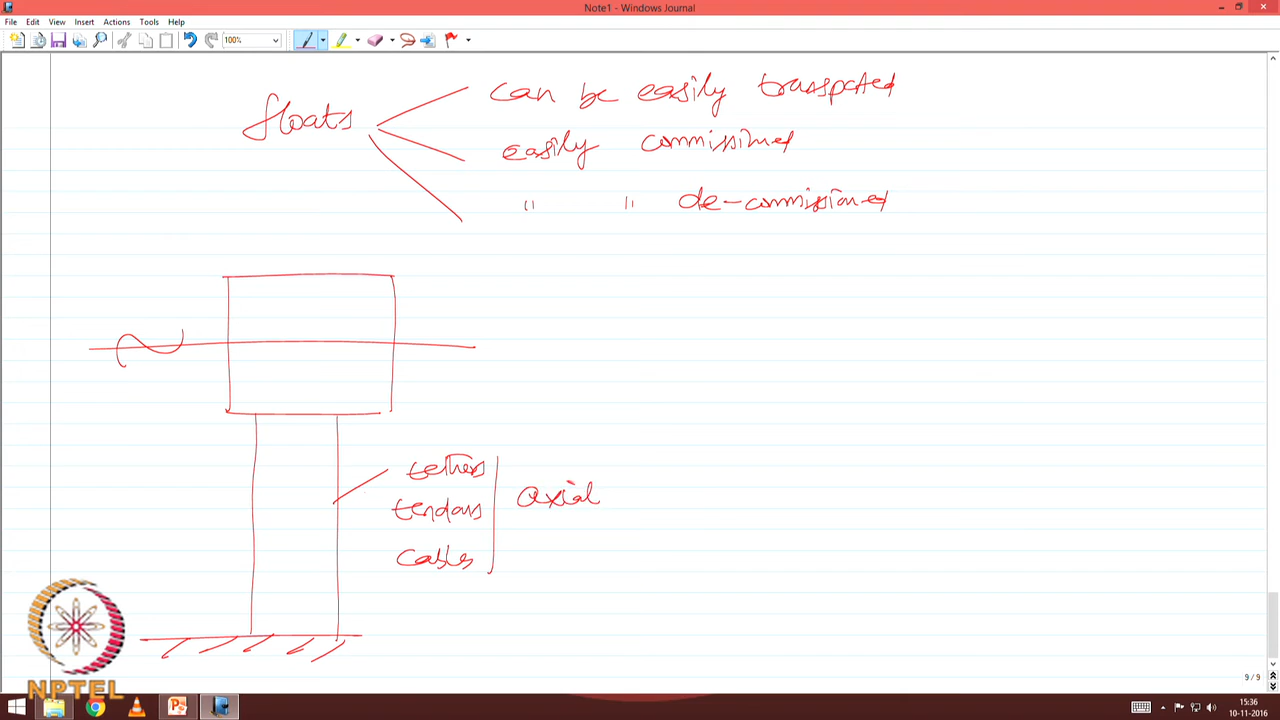 Note1 - Windows Journal
File Edit View Insert Actions Tools Help
100%
floats
can be easily transpoted
easily commissioned
" " de-commissioned
tethers
tendons
cables
axial
NPTEL
9 / 9
15:36
10-11-2016